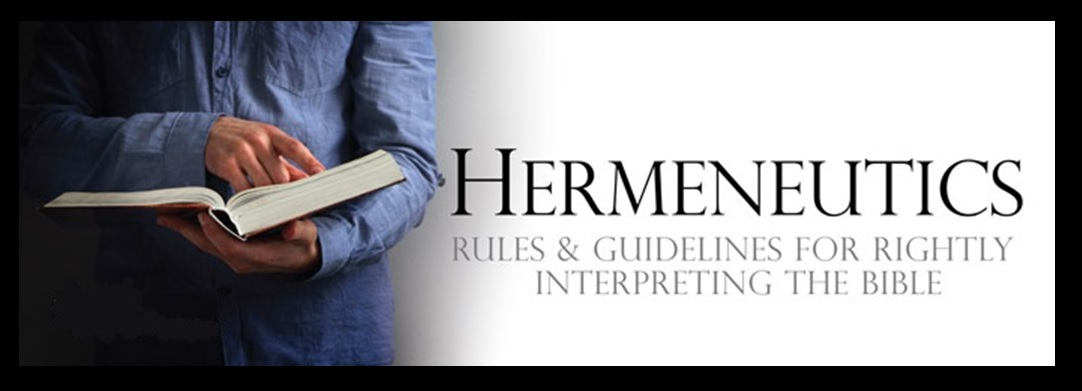 HERMENEUTICS
RULES & GUIDELINES FOR RIGHTLY
INTERPRETING THE BIBLE